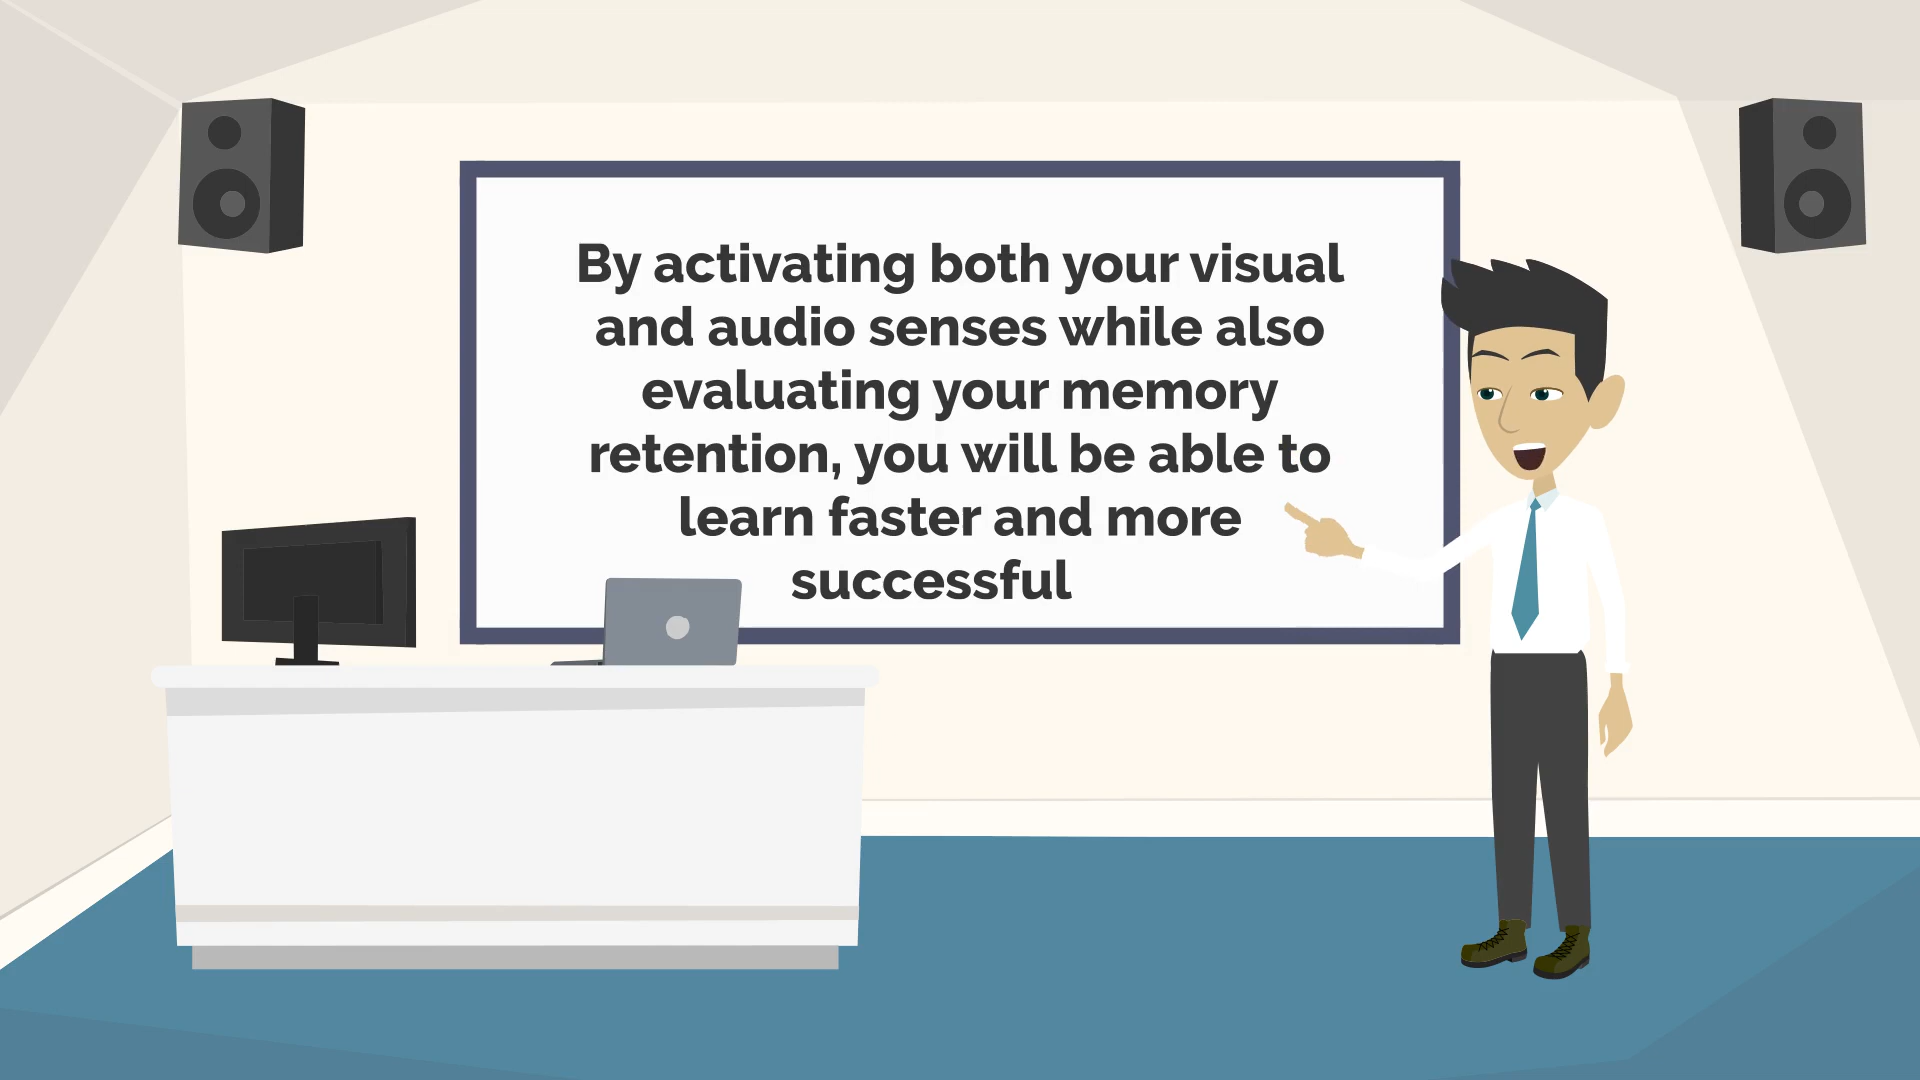 By activating both your visual
and audio senses while also
evaluating your memory
retention, you will be able to
learn faster and more
successful